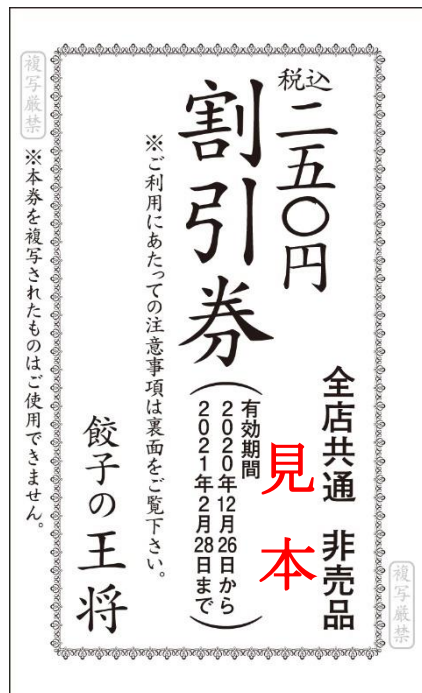 複写厳禁
税込二五〇円
割引券
全店共通 非売品
見本
(有効期間
2020年12月26日から
2021年2月28日まで)
※ご利用にあたっての注意事項は裏面をご覧下さい。
餃子の王将
※本券を複写されたものはご使用できません。
複写厳禁